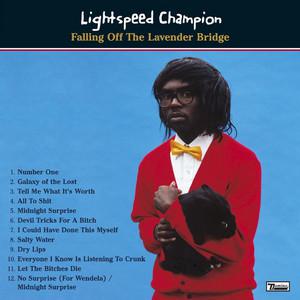 Lightspeed Champion
Falling Off The Lavender Bridge
1. Number One
2. Galaxy of the Lost
3. Tell Me What It's Worth
4. All To Shit
5. Midnight Surprise
6. Devil Tricks For A Bitch
7. I Could Have Done This Myself
8. Salty Water
9. Dry Lips
10. Everyone I Know Is Listening To Crunk
11. Let The Bitches Die
12. No Surprise (For Wendela) /
Midnight Surprise